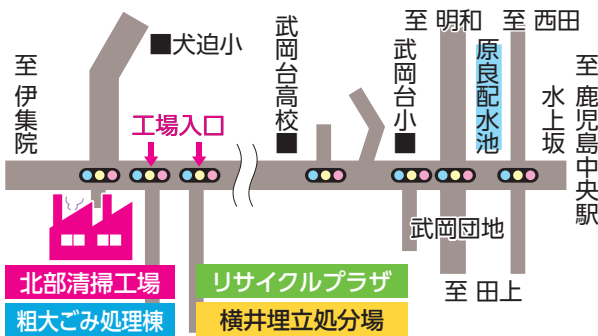 至 明和
至 西田
■犬迫小
武岡台高校■
武岡台小■
原良配水池
水上坂
至 鹿児島中央駅
至 伊集院
工場入口
武岡団地
至 田上
北部清掃工場
リサイクルプラザ
粗大ごみ処理棟
横井埋立処分場